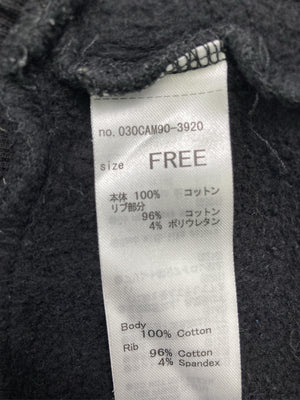 no. 030CAM90-3920
size FREE
本体 100% コットン
リブ部分
96% コットン
4% ポリウレタン
Body
100% Cotton
Rib
96% Cotton
4% Spandex